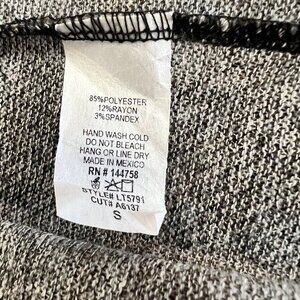 85%POLYESTER
12%RAYON
3%SPANDEX
HAND WASH COLD
DO NOT BLEACH
HANG OR LINE DRY
MADE IN MEXICO
RN # 144758
STYLE# LT5791
CUT# A6137
S